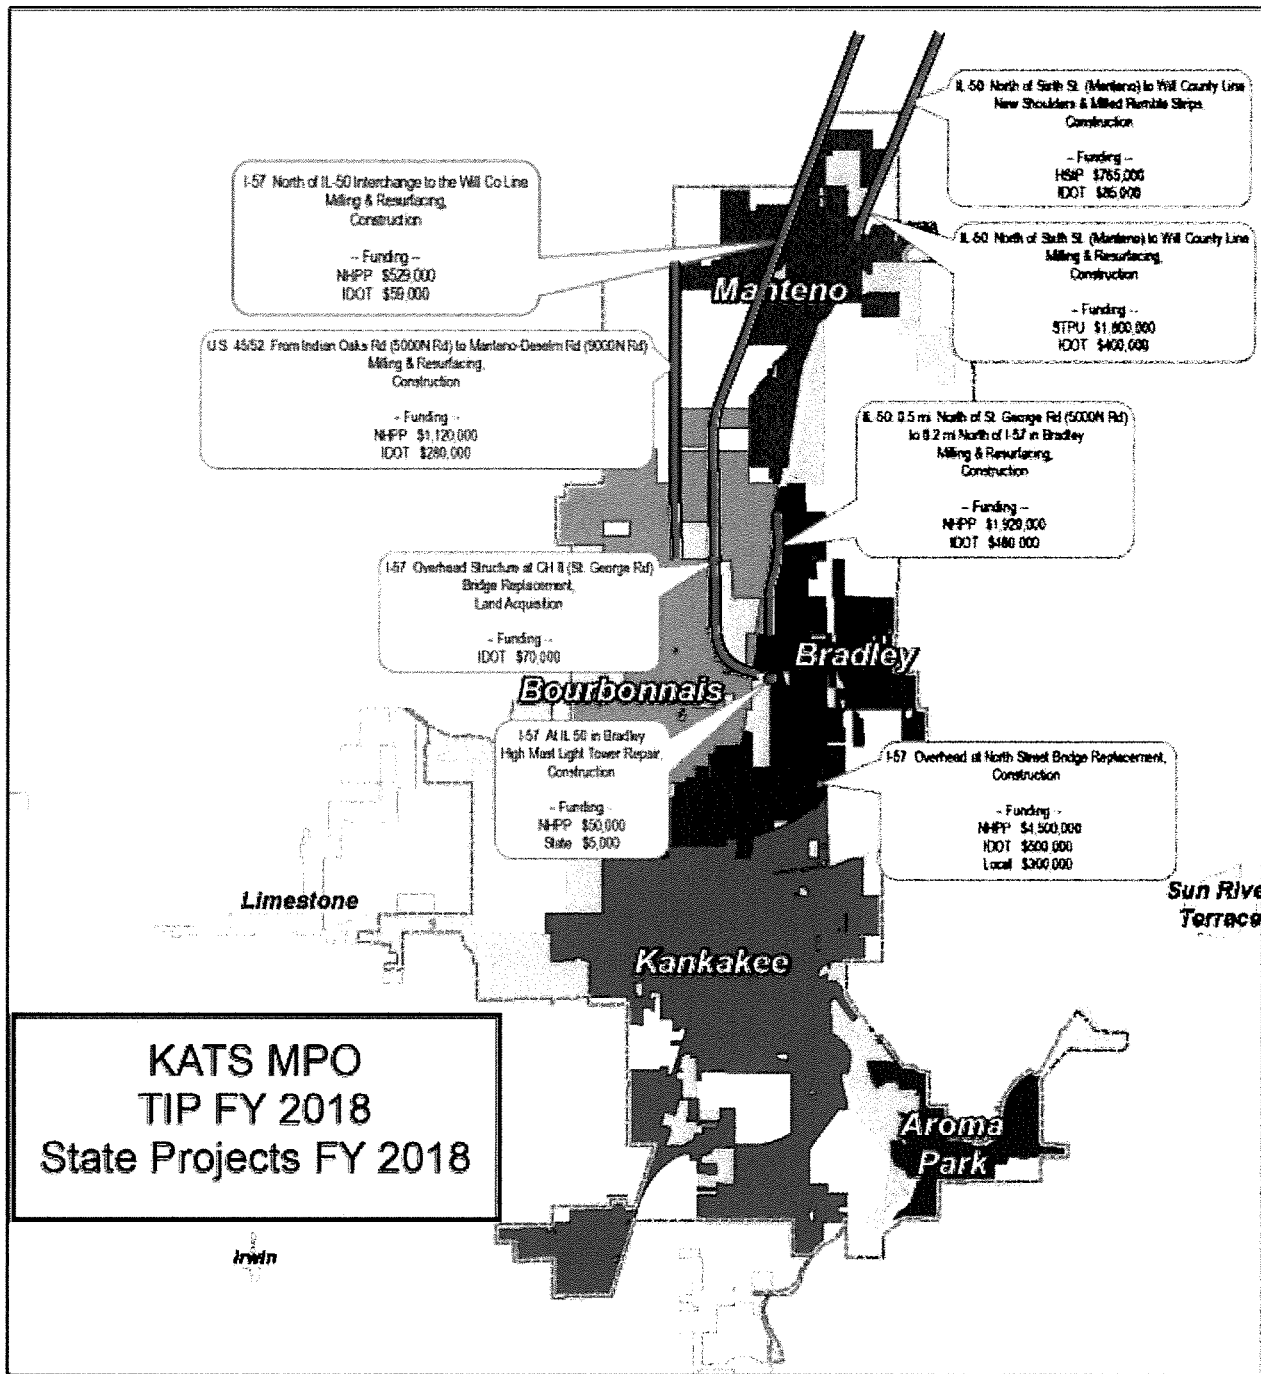 IL-50 North of Sixth St. (Manteno) to Will County Line
New Shoulders & Milled Rumble Strips,
Construction
-- Funding --
HSIP $765,000
IDOT $85,000
I-57 North of IL-50 Interchange to the Will Co Line
Milling & Resurfacing,
Construction
-- Funding --
NHPP $529,000
IDOT $59,000
IL-50 North of Sixth St. (Manteno) to Will County Line
Milling & Resurfacing,
Construction
-- Funding --
STPU $1,600,000
IDOT $400,000
Manteno
U.S. 45/52 From Indian Oaks Rd (5000N Rd) to Manteno-Deselm Rd (9000N Rd)
Milling & Resurfacing,
Construction
-- Funding --
NHPP $1,120,000
IDOT $280,000
IL 50: 0.5 mi. North of St. George Rd (5000N Rd)
to 0.2 mi North of I-57 in Bradley
Milling & Resurfacing,
Construction
-- Funding --
NHPP $1,920,000
IDOT $480,000
I-57 Overhead Structure at CH 8 (St. George Rd)
Bridge Replacement,
Land Acquisition
-- Funding --
IDOT $70,000
Bradley
Bourbonnais
I-57 At IL 50 in Bradley
High Mast Light Tower Repair,
Construction
-- Funding --
NHPP $50,000
State $5,000
I-57 Overhead at North Street Bridge Replacement,
Construction
-- Funding --
NHPP $4,500,000
IDOT $500,000
Local $300,000
Limestone
Sun Rive
Terrace
Kankakee
KATS MPO
TIP FY 2018
State Projects FY 2018
Aroma
Park
Irwin